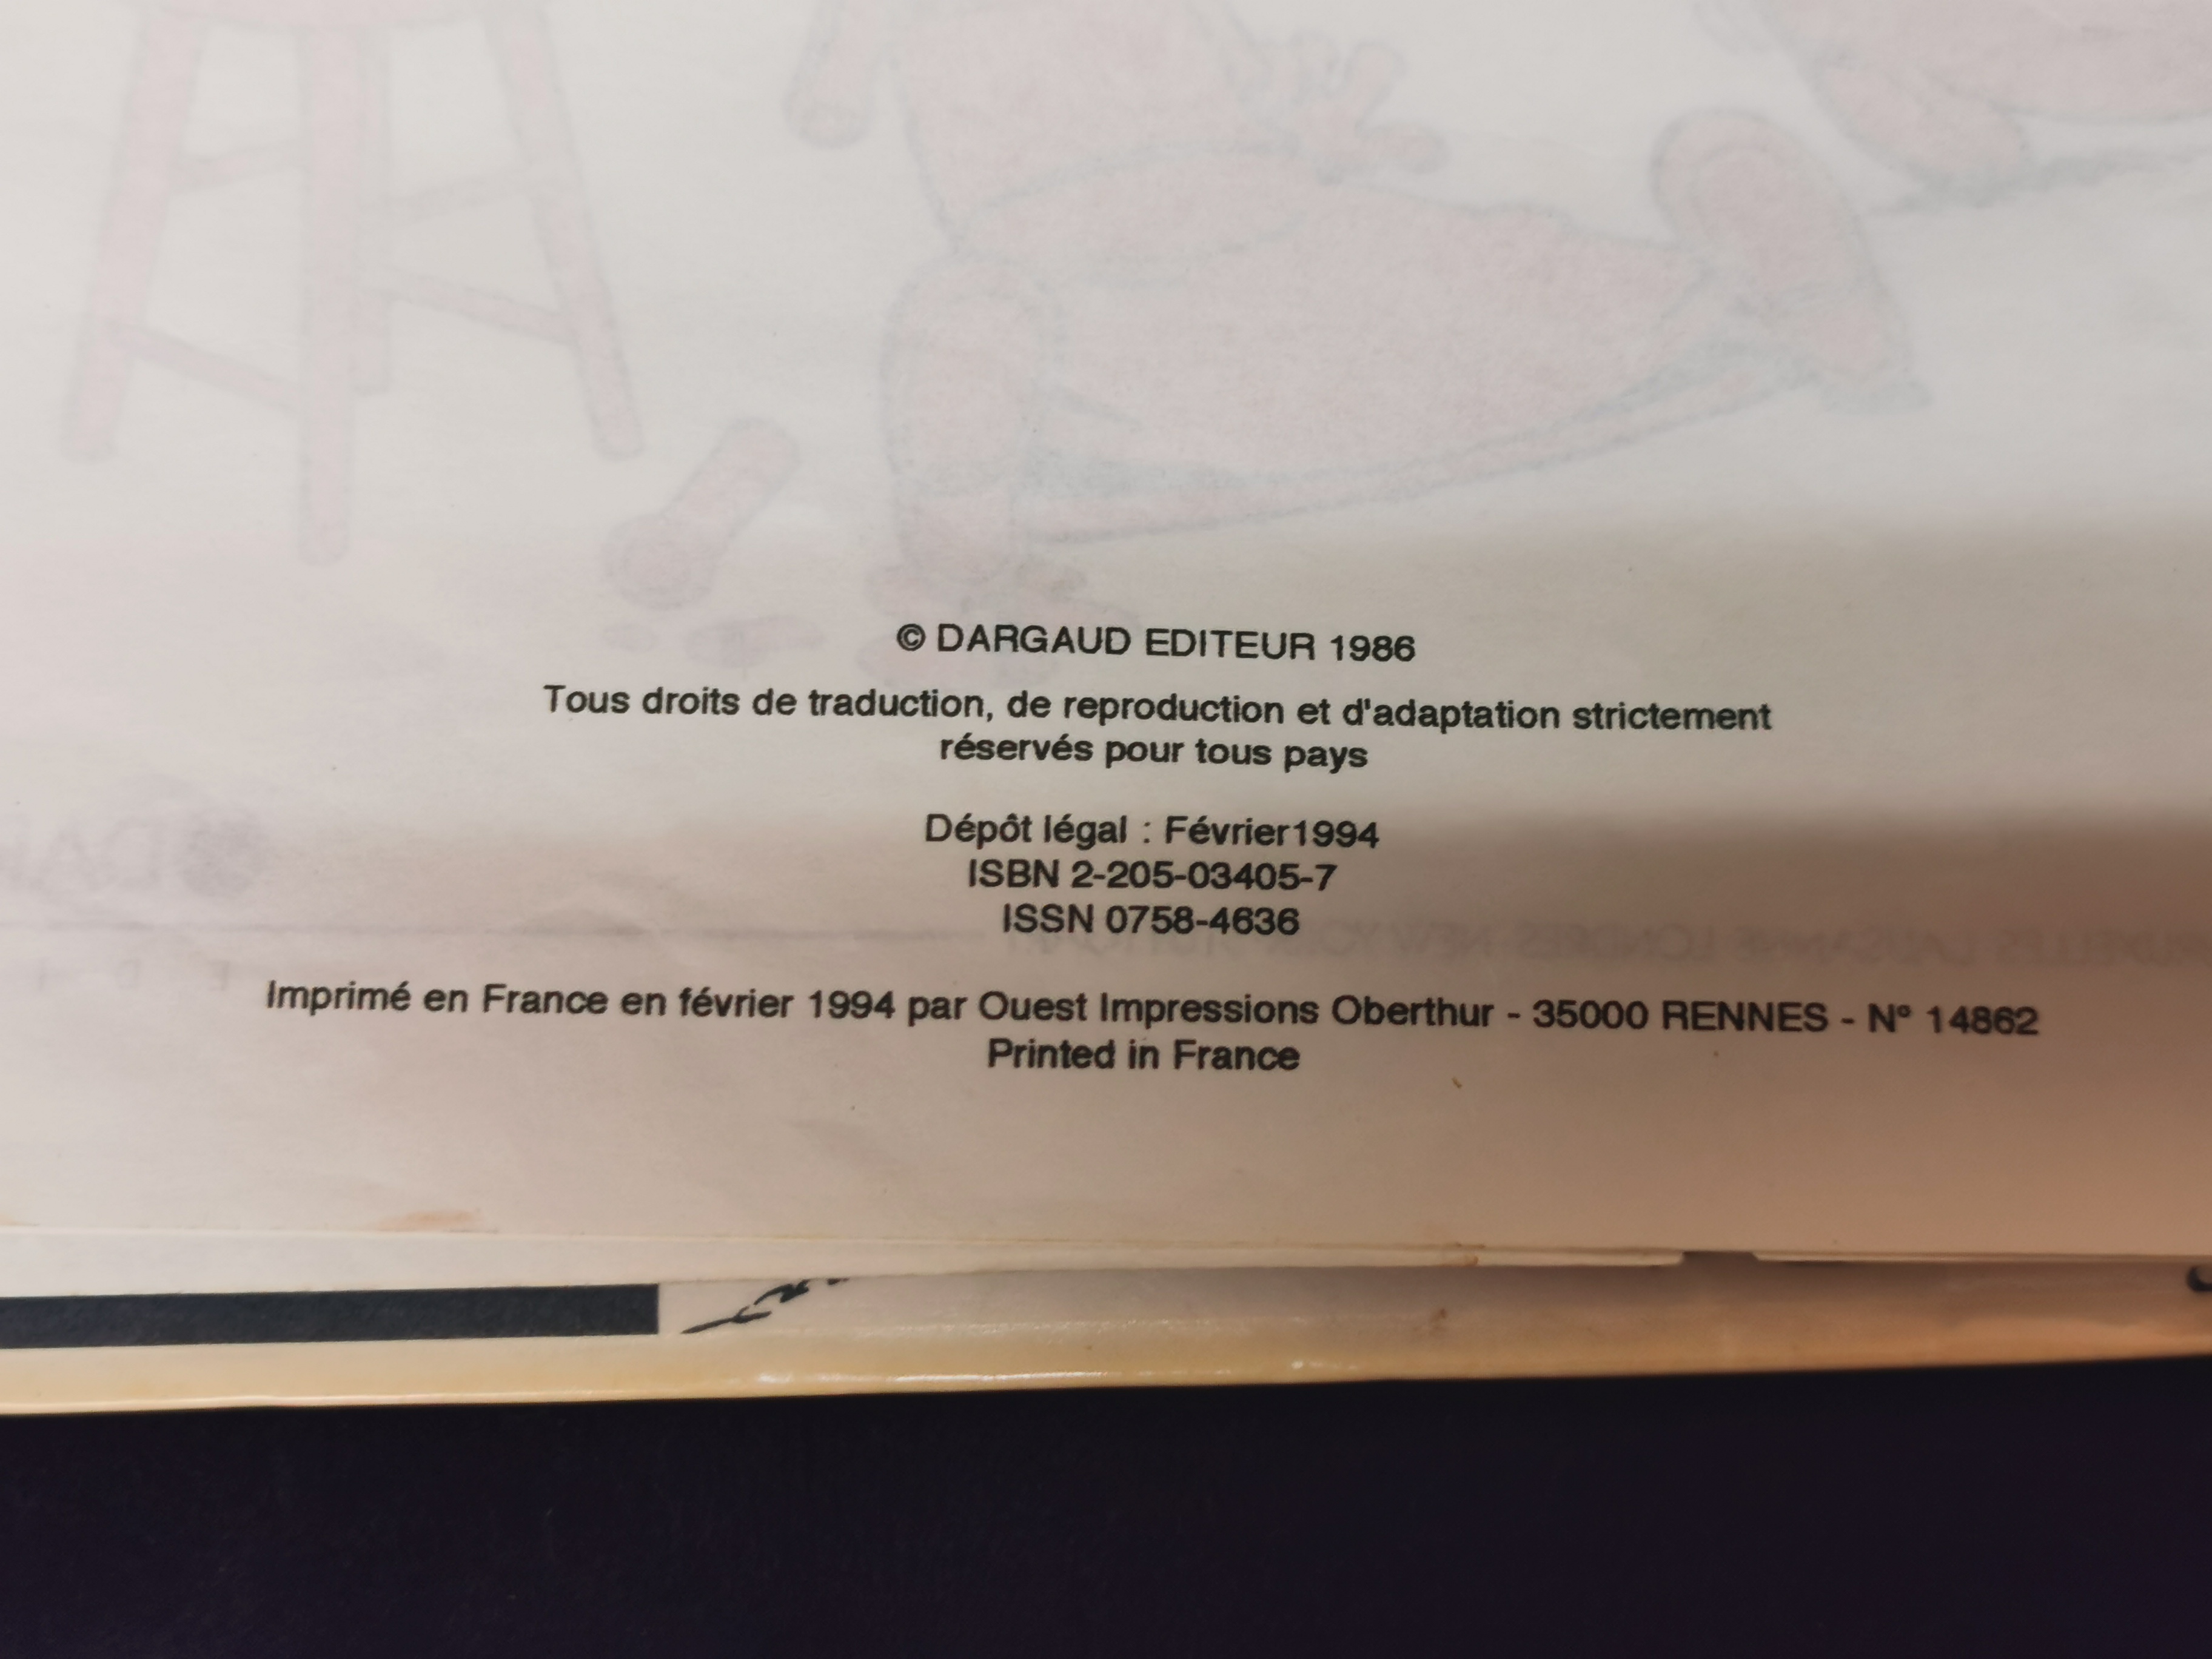 © DARGAUD EDITEUR 1986
Tous droits de traduction, de reproduction et d'adaptation strictement
réservés pour tous pays
Dépôt légal : Février1994
ISBN 2-205-03405-7
ISSN 0758-4636
Imprimé en France en février 1994 par Ouest Impressions Oberthur - 35000 RENNES - N° 14862
Printed in France